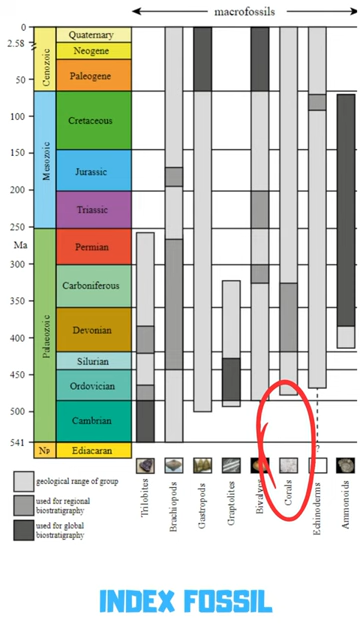 macrofossils
0
2.58
50
100
150
200
250
Ma
300
350
400
450
500
541
Cenozoic
Mesozoic
Palaeozoic
Np
Quaternary
Neogene
Paleogene
Cretaceous
Jurassic
Triassic
Permian
Carboniferous
Devonian
Silurian
Ordovician
Cambrian
Ediacaran
Trilobites
Brachiopods
Gastropods
Graptolites
Bivalves
Corals
Echinoderms
Ammonoids
geological range of group
used for regional
biostratigraphy
used for global
biostratigraphy
INDEX FOSSIL